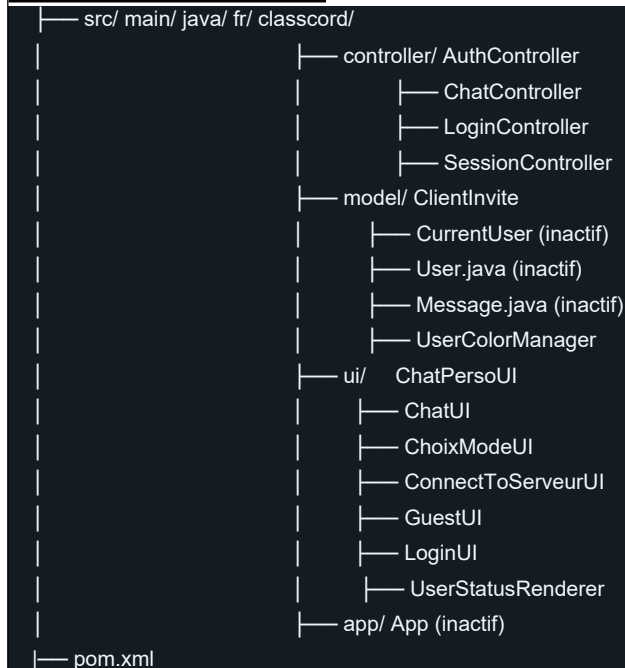 ├── src/ main/ java/ fr/ classcord/
│ ├── controller/ AuthController
│ │ ├── ChatController
│ │ ├── LoginController
│ │ ├── SessionController
│ ├── model/ ClientInvite
│ │ ├── CurrentUser (inactif)
│ │ ├── User.java (inactif)
│ │ ├── Message.java (inactif)
│ │ ├── UserColorManager
│ ├── ui/ ChatPersoUI
│ │ ├── ChatUI
│ │ ├── ChoixModeUI
│ │ ├── ConnectToServeurUI
│ │ ├── GuestUI
│ │ ├── LoginUI
│ │ ├── UserStatusRenderer
│ ├── app/ App (inactif)
|── pom.xml